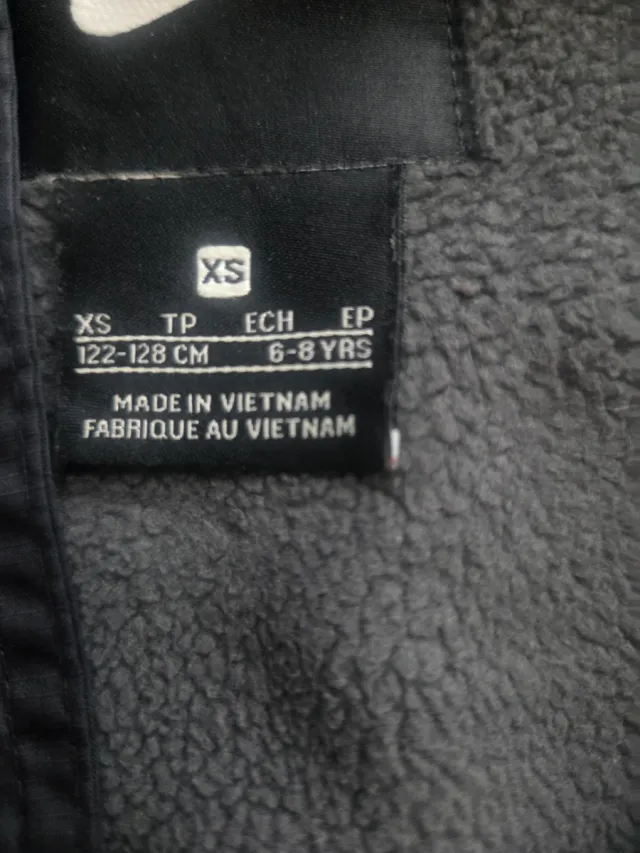 XS
XS TP ECH EP
122-128 CM 6-8 YRS
MADE IN VIETNAM
FABRIQUE AU VIETNAM